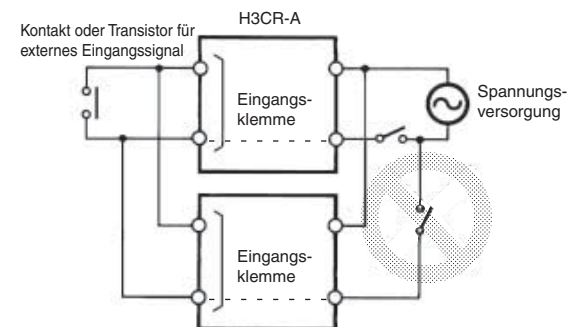 H3CR-A
Kontakt oder Transistor für
externes Eingangssignal
Eingangs-
klemme
Spannungs-
versorgung
Eingangs-
klemme